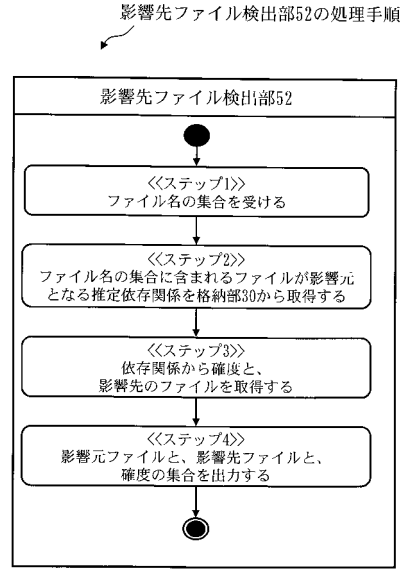 影響先ファイル検出部52の処理手順
影響先ファイル検出部52
<<ステップ1>>
ファイル名の集合を受ける
<<ステップ2>>
ファイル名の集合に含まれるファイルが影響元
となる推定依存関係を格納部30から取得する
<<ステップ3>>
依存関係から確度と、
影響先のファイルを取得する
<<ステップ4>>
影響元ファイルと、影響先ファイルと、
確度の集合を出力する